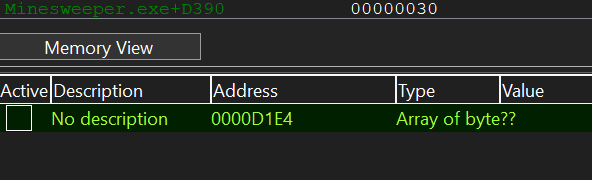 Minesweeper.exe+D390 00000030
Memory View
Active Description Address Type Value
No description 0000D1E4 Array of byte??